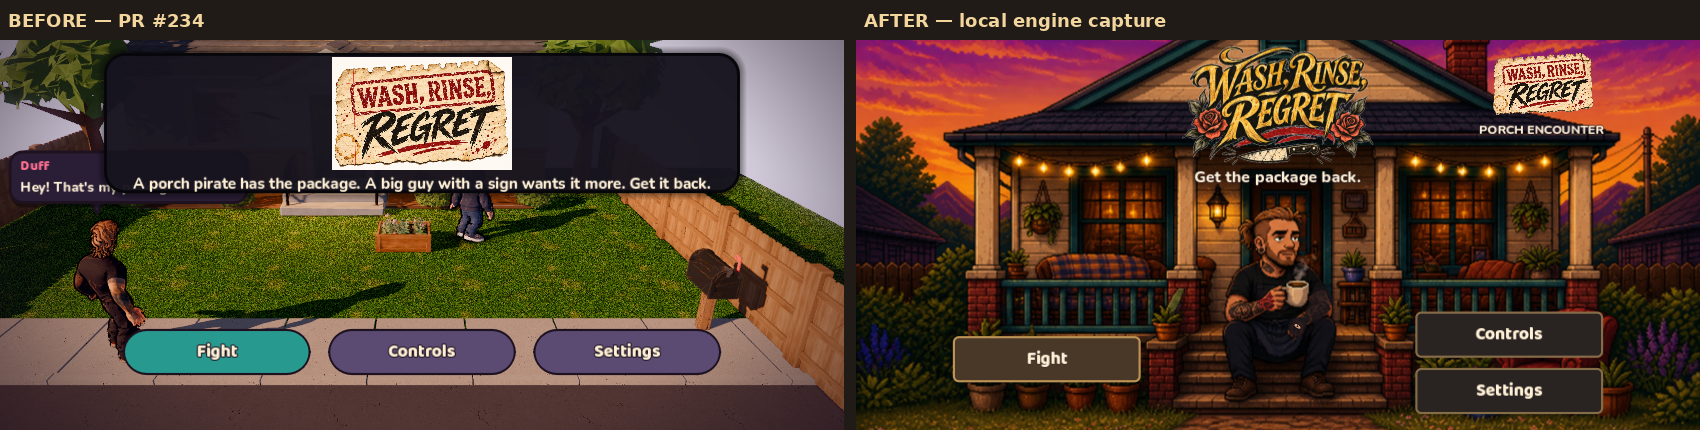 BEFORE — PR #234
WASH, RINSE,
REGRET
Duff
Hey! That's m
A porch pirate has the package. A big guy with a sign wants it more. Get it back.
Fight
Controls
Settings
AFTER — local engine capture
WASH, RINSE,
REGRET
WASH, RINSE,
REGRET
PORCH ENCOUNTER
Get the package back.
Fight
Controls
Settings